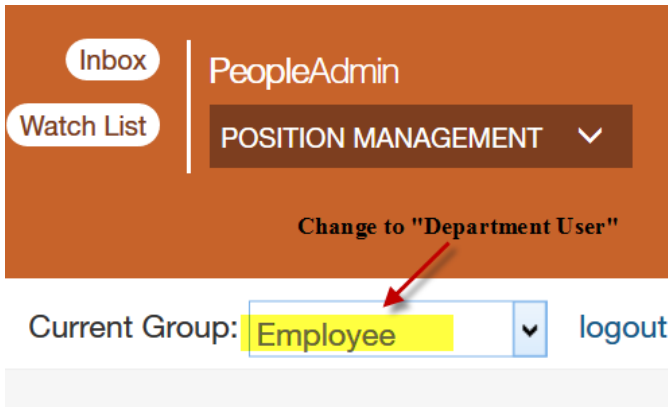 Inbox
PeopleAdmin
Watch List
POSITION MANAGEMENT
Change to "Department User"
Current Group: Employee logout